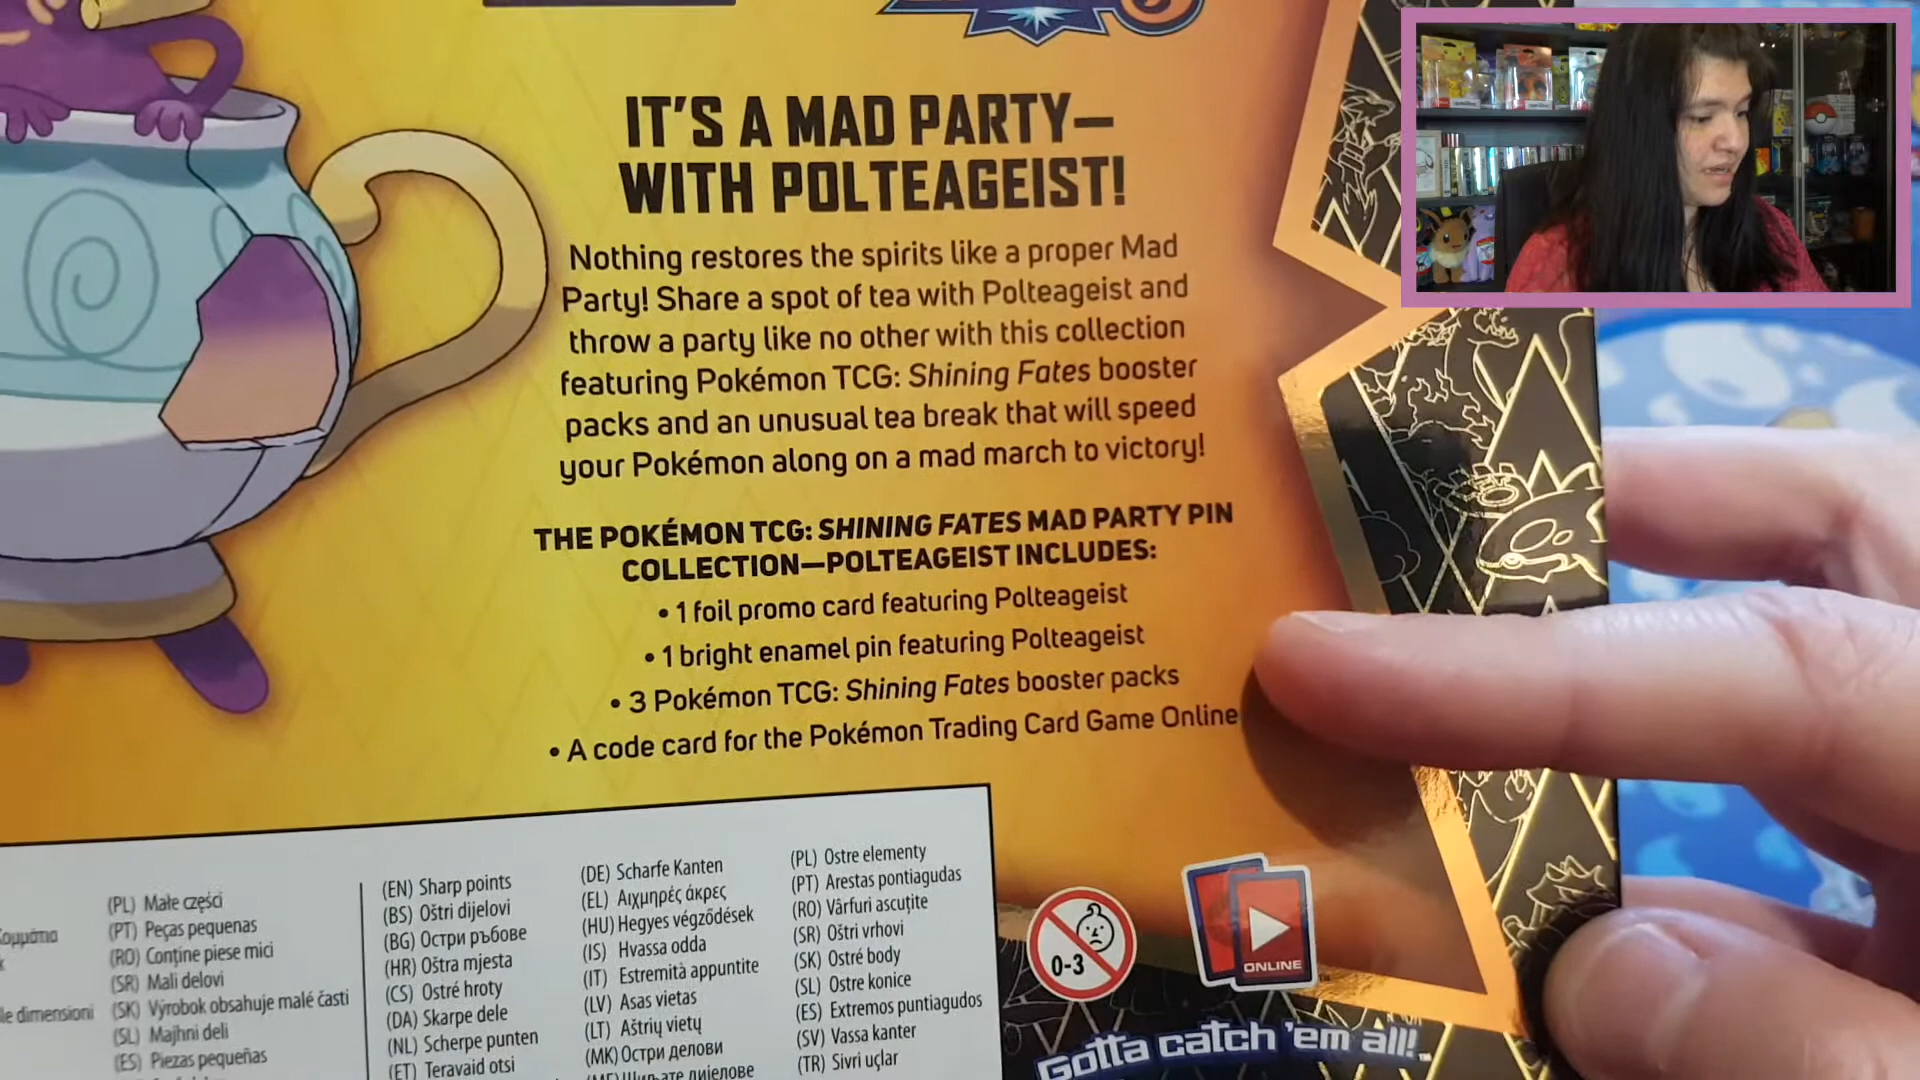 IT'S A MAD PARTY—
WITH POLTEAGEIST!
Nothing restores the spirits like a proper Mad
Party! Share a spot of tea with Polteageist and
throw a party like no other with this collection
featuring Pokémon TCG: Shining Fates booster
packs and an unusual tea break that will speed
your Pokémon along on a mad march to victory!
THE POKÉMON TCG: SHINING FATES MAD PARTY PIN
COLLECTION—POLTEAGEIST INCLUDES:
• 1 foil promo card featuring Polteageist
• 1 bright enamel pin featuring Polteageist
• 3 Pokémon TCG: Shining Fates booster packs
• A code card for the Pokémon Trading Card Game Online
le dimensioni
(PL) Małe części
(PT) Peças pequenas
(RO) Conține piese mici
(SR) Mali delovi
(SK) Výrobok obsahuje malé časti
(SL) Majhni deli
(ES) Piezas pequeñas
(EN) Sharp points
(BS) Oštri dijelovi
(BG) Остри ръбове
(HR) Oštra mjesta
(CS) Ostré hroty
(DA) Skarpe dele
(NL) Scherpe punten
(ET) Teravaid otsi
(DE) Scharfe Kanten
(EL) Αιχμηρές άκρες
(HU) Hegyes végződések
(IS) Hvassa odda
(IT) Estremità appuntite
(LV) Asas vietas
(LT) Aštrių vietų
(MK) Остри делови
(PL) Ostre elementy
(PT) Arestas pontiagudas
(RO) Vârfuri ascuțite
(SR) Oštri vrhovi
(SK) Ostré body
(SL) Ostre konice
(ES) Extremos puntiagudos
(SV) Vassa kanter
(TR) Sivri uçlar
0-3
ONLINE
Gotta catch 'em all!™